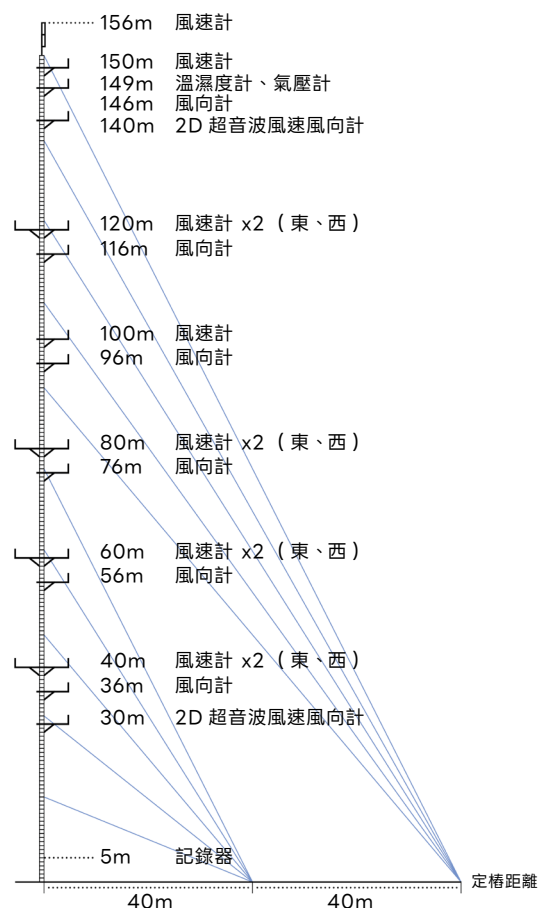 156m 風速計
150m 風速計
149m 溫濕度計、氣壓計
146m 風向計
140m 2D 超音波風速風向計
120m 風速計 x2（東、西）
116m 風向計
100m 風速計
96m 風向計
80m 風速計 x2（東、西）
76m 風向計
60m 風速計 x2（東、西）
56m 風向計
40m 風速計 x2（東、西）
36m 風向計
30m 2D 超音波風速風向計
5m 記錄器
定樁距離
40m 40m